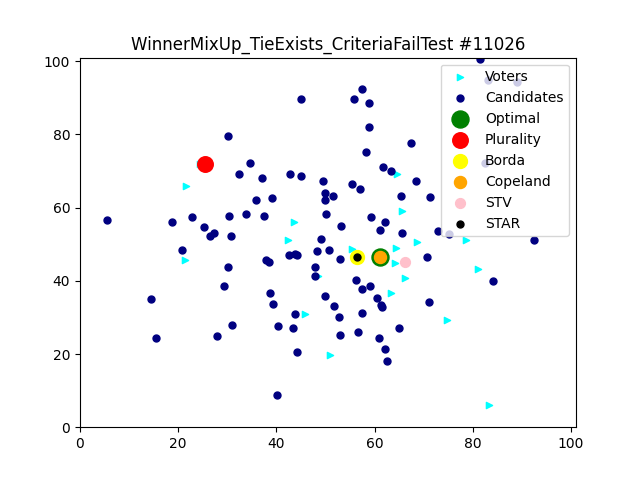 WinnerMixUp_TieExists_CriteriaFailTest #11026
100
80
60
40
20
0
0
20
40
60
80
100
Voters
Candidates
Optimal
Plurality
Borda
Copeland
STV
STAR